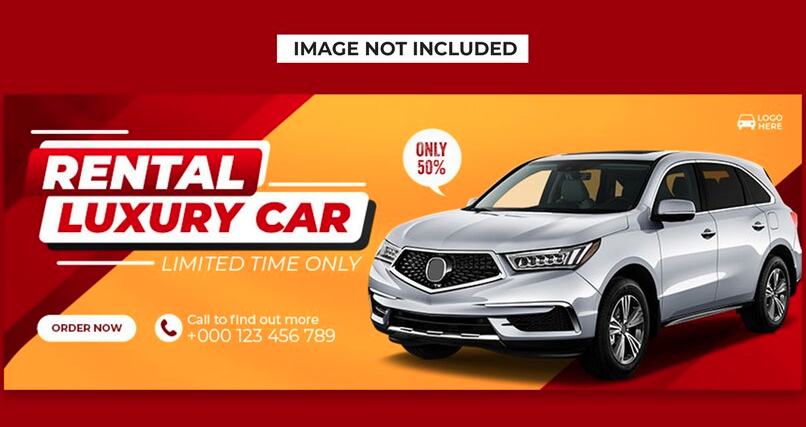 IMAGE NOT INCLUDED
LOGO
HERE
RENTAL
LUXURY CAR
LIMITED TIME ONLY
ONLY
50%
ORDER NOW
Call to find out more
+000 123 456 789